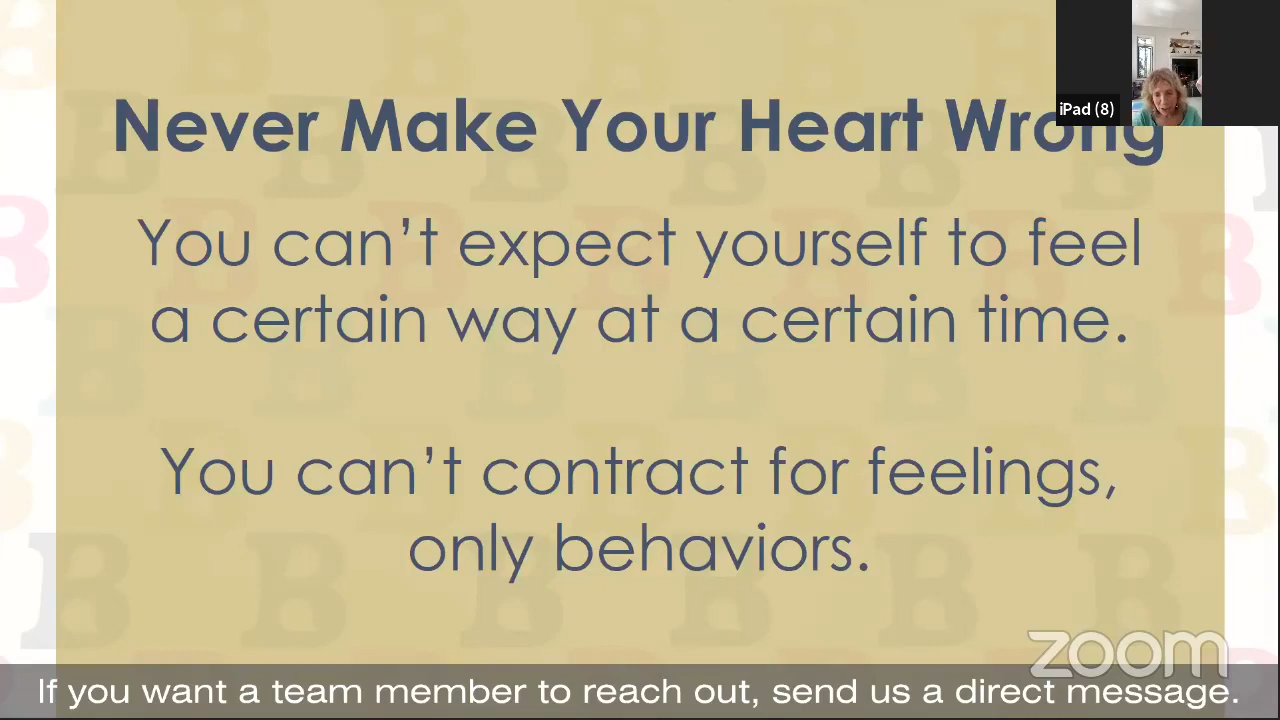 Never Make Your Heart Wrong
iPad (8)
You can't expect yourself to feel
a certain way at a certain time.
You can't contract for feelings,
only behaviors.
zoom
If you want a team member to reach out, send us a direct message.